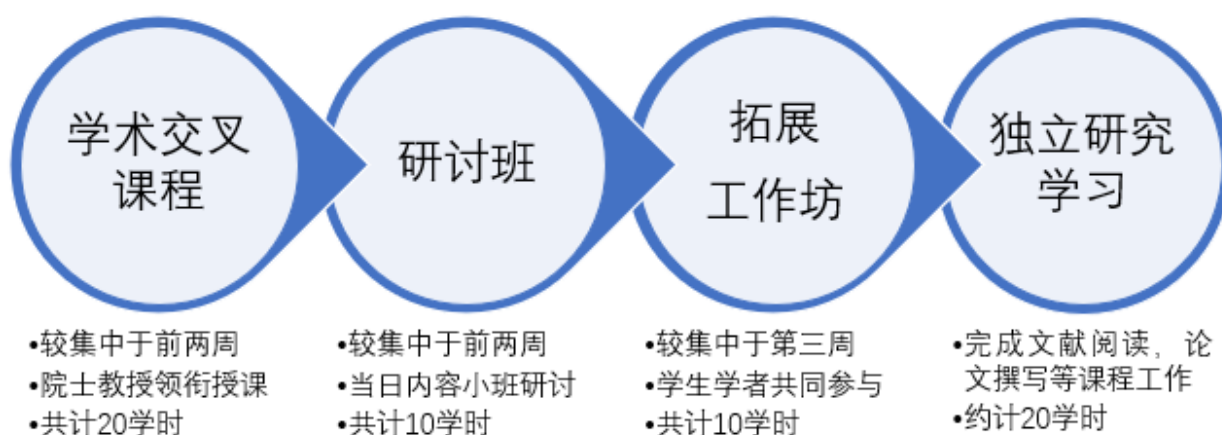 学术交叉
课程
研讨班
拓展
工作坊
独立研究
学习
•较集中于前两周
•院士教授领衔授课
•共计20学时
•较集中于前两周
•当日内容小班研讨
•共计10学时
•较集中于第三周
•学生学者共同参与
•共计10学时
•完成文献阅读，论
文撰写等课程工作
•约计20学时